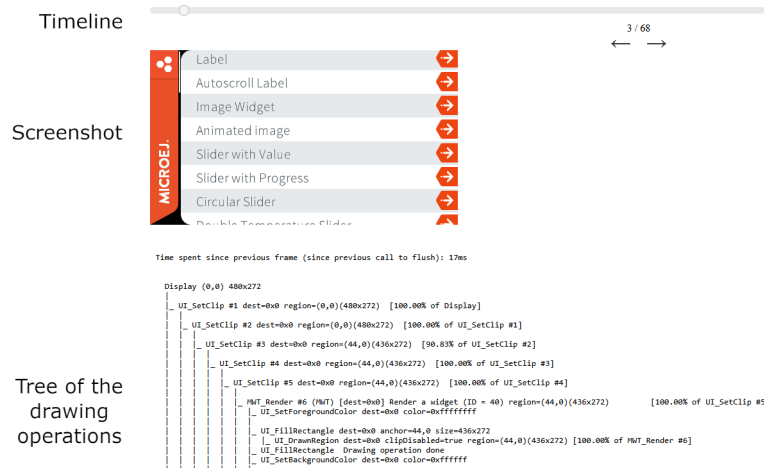 Timeline
3 / 68
← →
Screenshot
MICROEJ.
Label
Autoscroll Label
Image Widget
Animated image
Slider with Value
Slider with Progress
Circular Slider
Double Temperature Slider
Time spent since previous frame (since previous call to flush): 17ms
Tree of the
drawing
operations
Display (0,0) 480x272
|_ UI_SetClip #1 dest=0x0 region=(0,0)(480x272) [100.00% of Display]
|_ UI_SetClip #2 dest=0x0 region=(0,0)(480x272) [100.00% of UI_SetClip #1]
|_ UI_SetClip #3 dest=0x0 region=(44,0)(436x272) [90.83% of UI_SetClip #2]
|_ UI_SetClip #4 dest=0x0 region=(44,0)(436x272) [100.00% of UI_SetClip #3]
|_ UI_SetClip #5 dest=0x0 region=(44,0)(436x272) [100.00% of UI_SetClip #4]
|_ MWT_Render #6 (MWT) [dest=0x0] Render a widget (ID = 40) region=(44,0)(436x272) [100.00% of UI_SetClip #5
|_ UI_SetForegroundColor dest=0x0 color=0xffffffff
|_ UI_FillRectangle dest=0x0 anchor=44,0 size=436x272
|_ UI_DrawnRegion dest=0x0 clipDisabled=true region=(44,0)(436x272) [100.00% of MWT_Render #6]
|_ UI_FillRectangle Drawing operation done
|_ UI_SetBackgroundColor dest=0x0 color=0xffffff